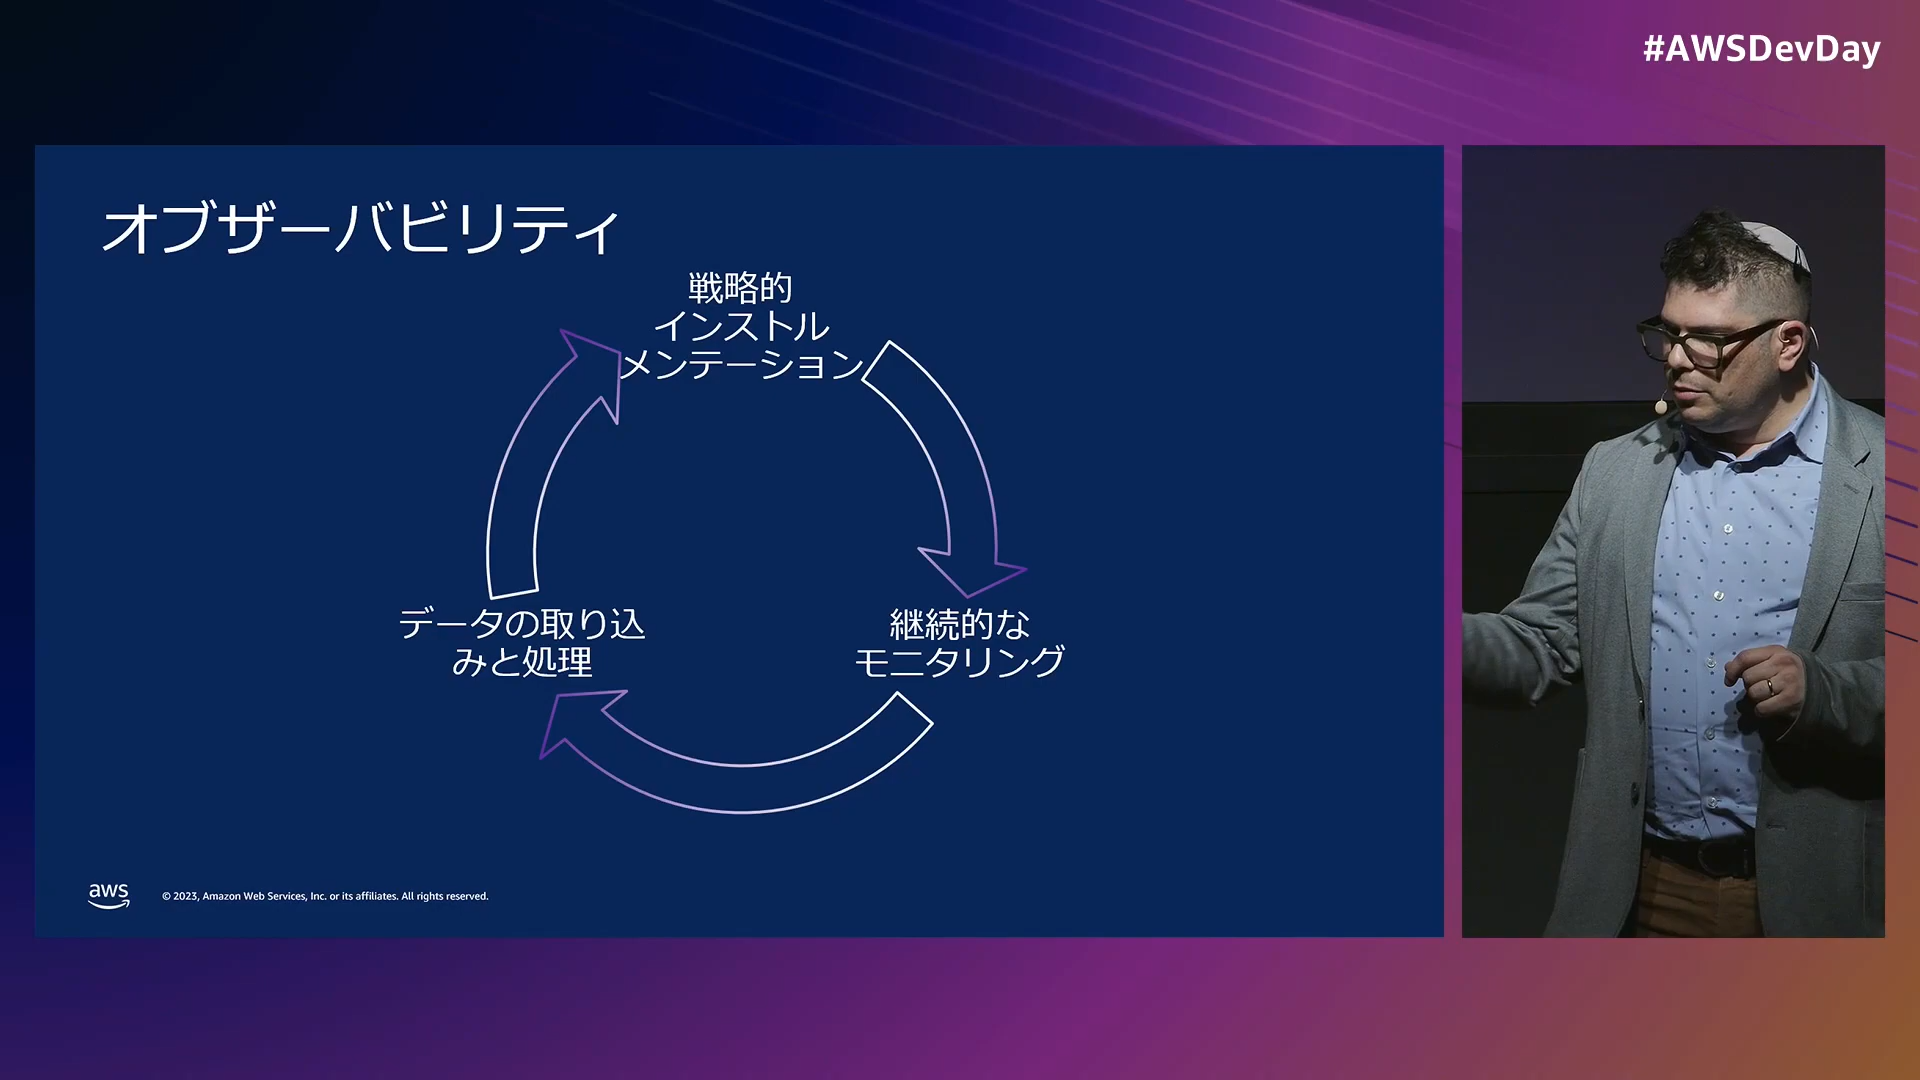 #AWSDevDay
オブザーバビリティ
戦略的
インストル
メンテーション
データの取り込
みと処理
継続的な
モニタリング
aws
© 2023, Amazon Web Services, Inc. or its affiliates. All rights reserved.